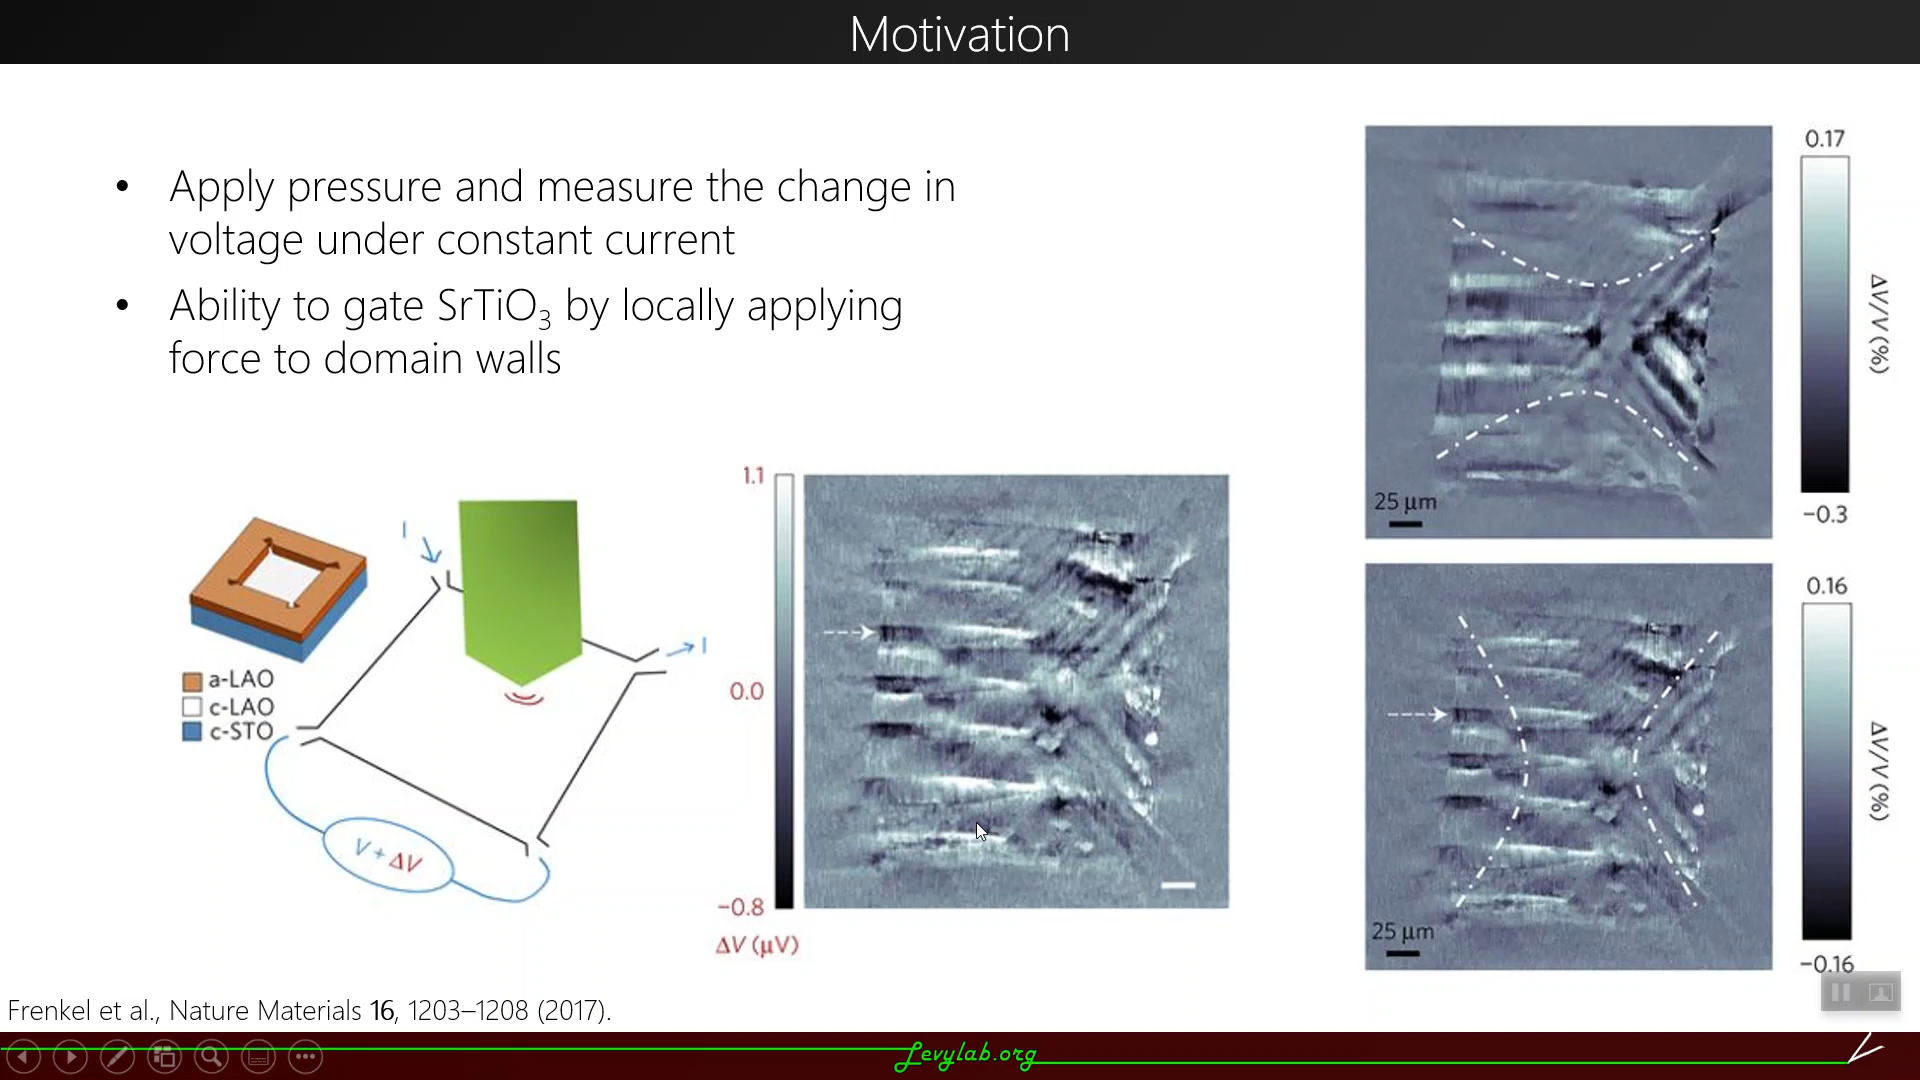 Motivation
• Apply pressure and measure the change in
voltage under constant current
• Ability to gate SrTiO₃ by locally applying
force to domain walls
I
I
a-LAO
c-LAO
c-STO
V + ΔV
1.1
0.0
−0.8
ΔV (μV)
0.17
−0.3
ΔV/V (%)
25 μm
0.16
−0.16
ΔV/V (%)
25 μm
Frenkel et al., Nature Materials 16, 1203–1208 (2017).
Levylab.org